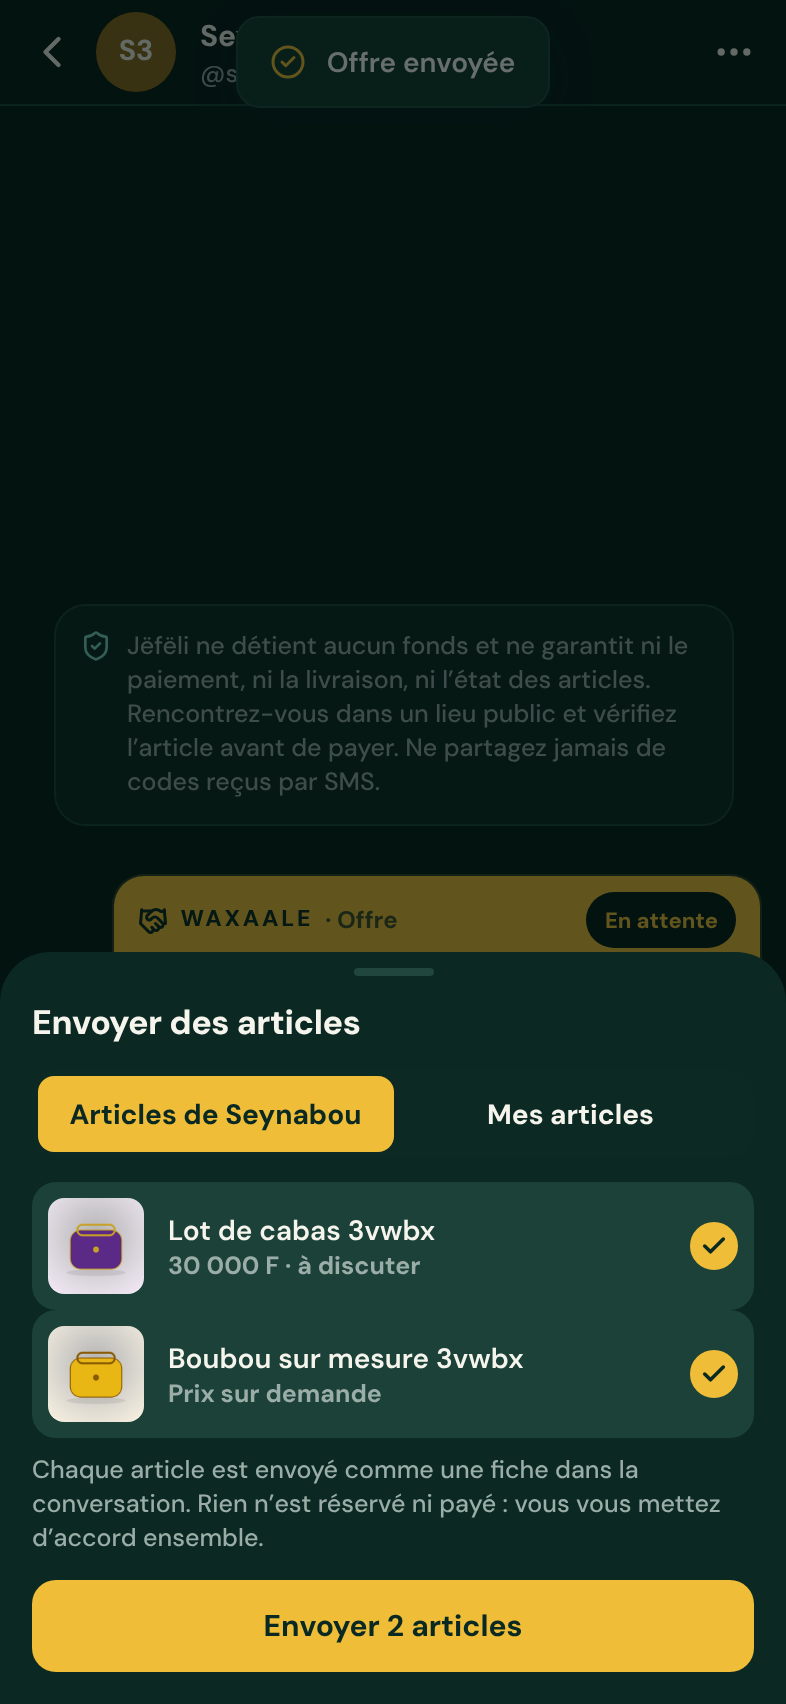 S3
Offre envoyée
Jëfëli ne détient aucun fonds et ne garantit ni le
paiement, ni la livraison, ni l’état des articles.
Rencontrez-vous dans un lieu public et vérifiez
l’article avant de payer. Ne partagez jamais de
codes reçus par SMS.
WAXAALE · Offre
En attente
Envoyer des articles
Articles de Seynabou
Mes articles
Lot de cabas 3vwbx
30 000 F · à discuter
Boubou sur mesure 3vwbx
Prix sur demande
Chaque article est envoyé comme une fiche dans la
conversation. Rien n’est réservé ni payé : vous vous mettez
d’accord ensemble.
Envoyer 2 articles